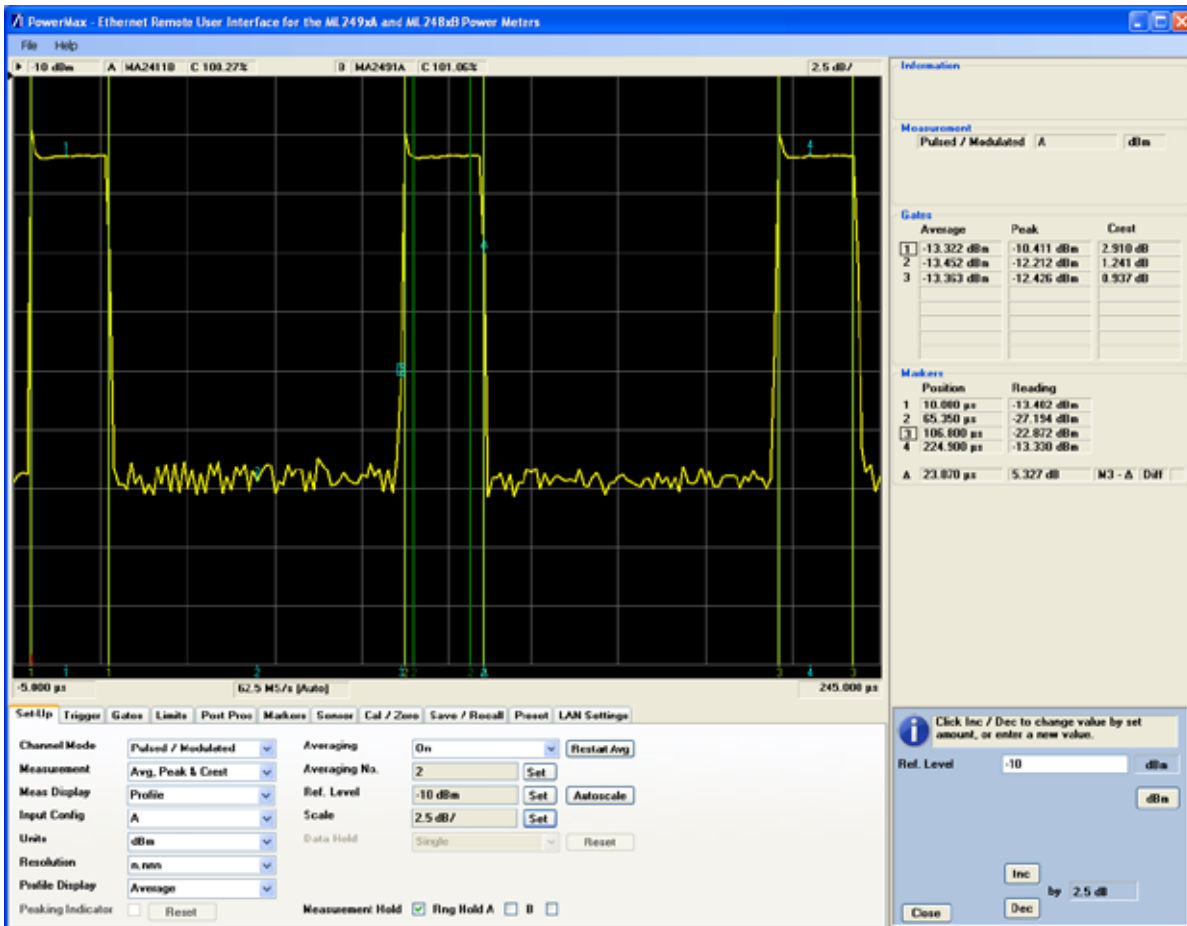 PowerMax - Ethernet Remote User Interface for the ML249xA and ML248xB Power Meters
File Help
-10 dBm A MA2411B C 100.27% B MA2491A C 101.06% 2.5 dB/
1 4
2
1 1 2 3 3 4 3
-5.000 µs 62.5 MS/s [Auto] 245.000 µs
Information
Measurement
Pulsed / Modulated A dBm
Gates
Average Peak Crest
1 -13.322 dBm -10.411 dBm 2.910 dB
2 -13.452 dBm -12.212 dBm 1.241 dB
3 -13.363 dBm -12.426 dBm 0.937 dB
Markers
Position Reading
1 10.000 µs -13.402 dBm
2 65.350 µs -27.194 dBm
3 106.800 µs -22.872 dBm
4 224.900 µs -13.330 dBm
Δ 23.870 µs 5.327 dB M3 - Δ Diff
Set-Up Trigger Gates Limits Post Proc Markers Sensor Cal / Zero Save / Recall Preset LAN Settings
Channel Mode Pulsed / Modulated Averaging On Restart Avg
Measurement Avg, Peak & Crest Averaging No. 2 Set
Meas Display Profile Ref. Level -10 dBm Set Autoscale
Input Config A Scale 2.5 dB/ Set
Units dBm Data Hold Single Reset
Resolution n.nnn
Profile Display Average
Peaking Indicator Reset Measurement Hold Rng Hold A B
Click Inc / Dec to change value by set
amount, or enter a new value.
Ref. Level -10 dBm
dBm
Inc
by 2.5 dB
Close Dec